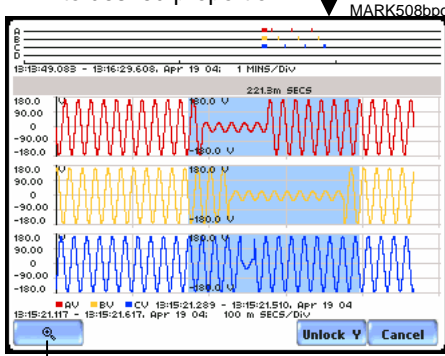 MARK508bpc
A
B
C
D
13:13:49.083 - 13:16:29.608, Apr 19 04; 1 MINS/Div
221.3m SECS
180.0 V 180.0 V
90.00
0
-90.00
-180.0 -180.0 V
180.0 V 180.0 V
90.00
0
-90.00
-180.0 -180.0 V
180.0 V 180.0 V
90.00
0
-90.00
-180.0 -180.0 V
AV BV CV 13:15:21.289 - 13:15:21.510, Apr 19 04
13:15:21.117 - 13:15:21.617, Apr 19 04; 100 m SECS/Div
Unlock Y Cancel